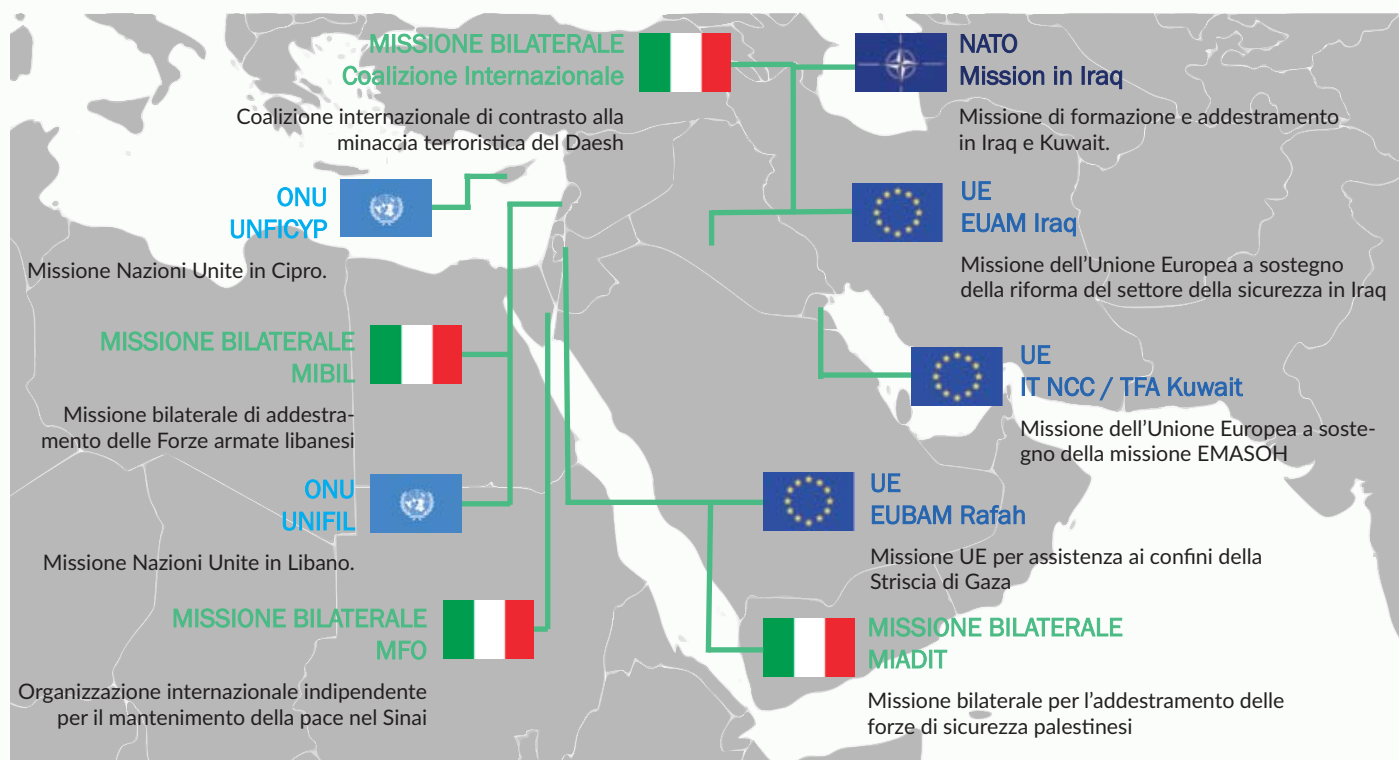 MISSIONE BILATERALE
Coalizione Internazionale
Coalizione internazionale di contrasto alla
minaccia terroristica del Daesh
NATO
Mission in Iraq
Missione di formazione e addestramento
in Iraq e Kuwait.
ONU
UNFICYP
Missione Nazioni Unite in Cipro.
UE
EUAM Iraq
Missione dell'Unione Europea a sostegno
della riforma del settore della sicurezza in Iraq
MISSIONE BILATERALE
MIBIL
Missione bilaterale di addestra-
mento delle Forze armate libanesi
UE
IT NCC / TFA Kuwait
Missione dell'Unione Europea a soste-
gno della missione EMASOH
ONU
UNIFIL
Missione Nazioni Unite in Libano.
UE
EUBAM Rafah
Missione UE per assistenza ai confini della
Striscia di Gaza
MISSIONE BILATERALE
MFO
Organizzazione internazionale indipendente
per il mantenimento della pace nel Sinai
MISSIONE BILATERALE
MIADIT
Missione bilaterale per l'addestramento delle
forze di sicurezza palestinesi